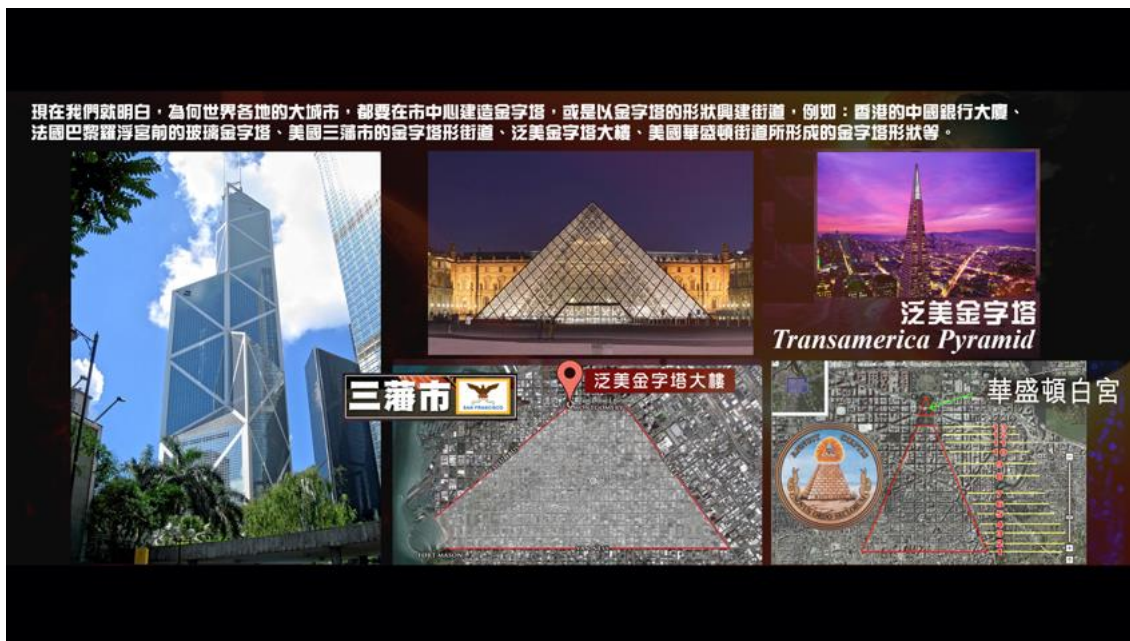 現在我們就明白，為何世界各地的大城市，都要在市中心建造金字塔，或是以金字塔的形狀興建街道，例如：香港的中國銀行大廈、
法國巴黎羅浮宮前的玻璃金字塔、美國三藩市的金字塔形街道、泛美金字塔大樓、美國華盛頓街道所形成的金字塔形狀等。
泛美金字塔
Transamerica Pyramid
三藩市
SAN FRANCISCO
泛美金字塔大樓
華盛頓白宮
ANNUIT CŒPTIS
FORT MASON